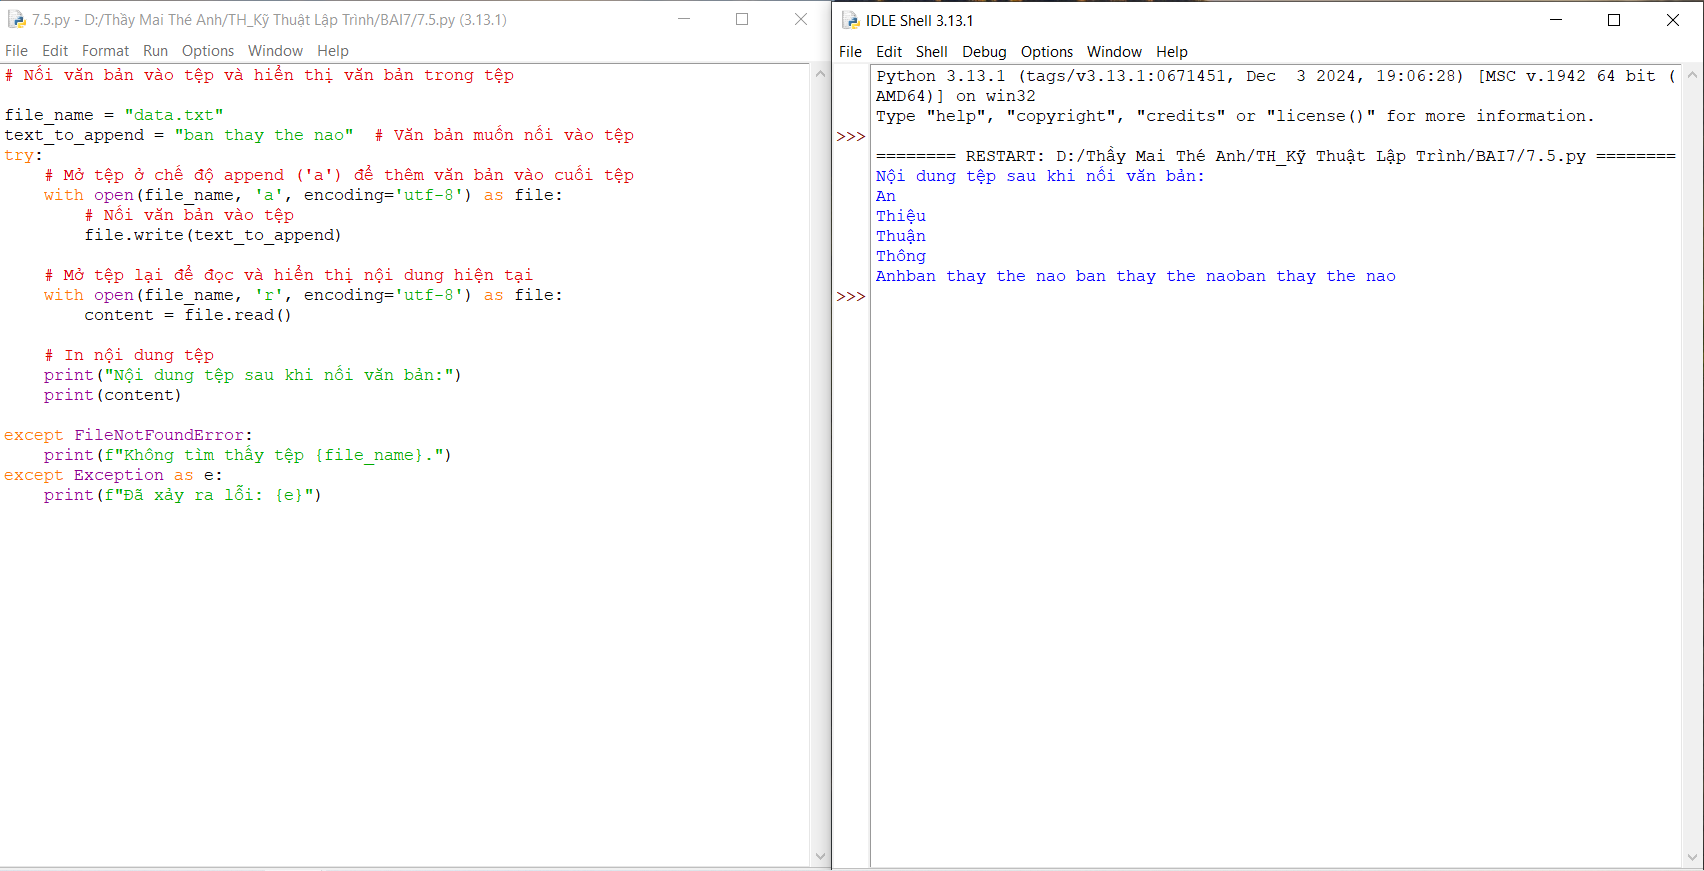 7.5.py - D:/Thầy Mai Thé Anh/TH_Kỹ Thuật Lập Trình/BAI7/7.5.py (3.13.1)
File Edit Format Run Options Window Help
# Nối văn bản vào tệp và hiển thị văn bản trong tệp
file_name = "data.txt"
text_to_append = "ban thay the nao"  # Văn bản muốn nối vào tệp
try:
    # Mở tệp ở chế độ append ('a') để thêm văn bản vào cuối tệp
    with open(file_name, 'a', encoding='utf-8') as file:
        # Nối văn bản vào tệp
        file.write(text_to_append)
    # Mở tệp lại để đọc và hiển thị nội dung hiện tại
    with open(file_name, 'r', encoding='utf-8') as file:
        content = file.read()
    # In nội dung tệp
    print("Nội dung tệp sau khi nối văn bản:")
    print(content)
except FileNotFoundError:
    print(f"Không tìm thấy tệp {file_name}.")
except Exception as e:
    print(f"Đã xảy ra lỗi: {e}")
IDLE Shell 3.13.1
File Edit Shell Debug Options Window Help
Python 3.13.1 (tags/v3.13.1:0671451, Dec  3 2024, 19:06:28) [MSC v.1942 64 bit (
AMD64)] on win32
Type "help", "copyright", "credits" or "license()" for more information.
>>>
======== RESTART: D:/Thầy Mai Thé Anh/TH_Kỹ Thuật Lập Trình/BAI7/7.5.py ========
Nội dung tệp sau khi nối văn bản:
An
Thiệu
Thuận
Thông
Anhban thay the nao ban thay the naoban thay the nao
>>>